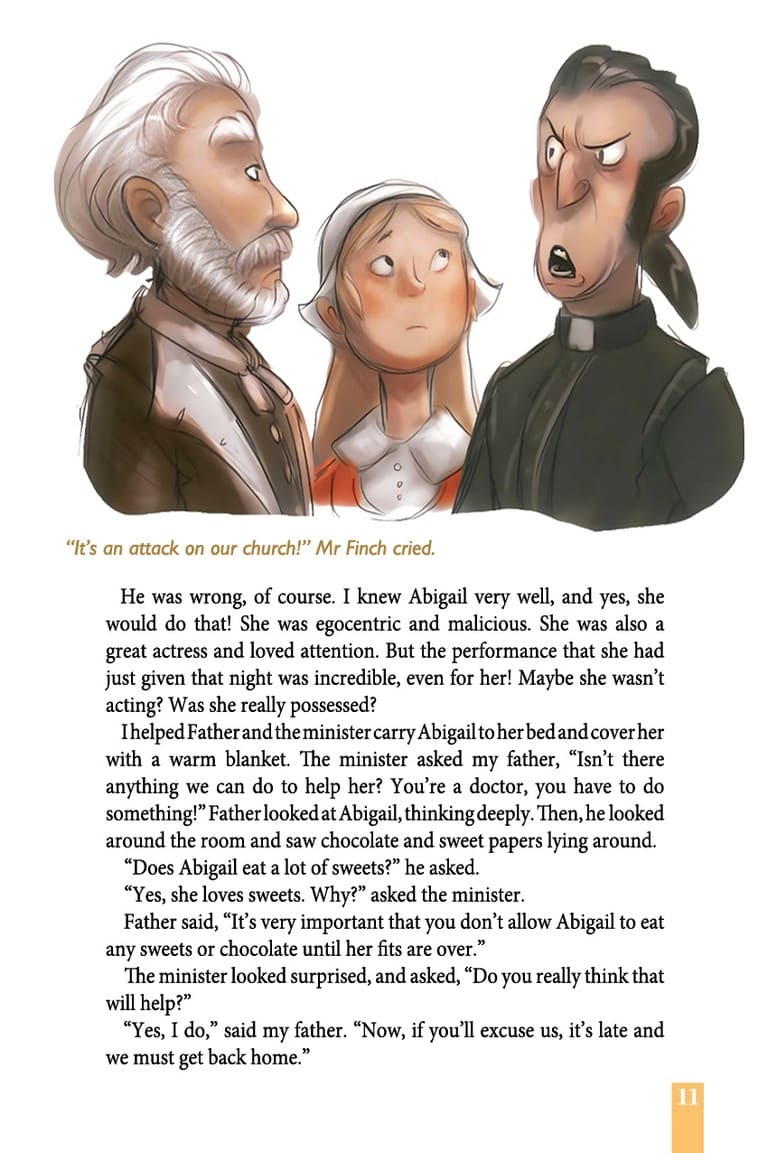 “It’s an attack on our church!” Mr Finch cried.
He was wrong, of course. I knew Abigail very well, and yes, she
would do that! She was egocentric and malicious. She was also a
great actress and loved attention. But the performance that she had
just given that night was incredible, even for her! Maybe she wasn’t
acting? Was she really possessed?
I helped Father and the minister carry Abigail to her bed and cover her
with a warm blanket. The minister asked my father, “Isn’t there
anything we can do to help her? You’re a doctor, you have to do
something!” Father looked at Abigail, thinking deeply. Then, he looked
around the room and saw chocolate and sweet papers lying around.
“Does Abigail eat a lot of sweets?” he asked.
“Yes, she loves sweets. Why?” asked the minister.
Father said, “It’s very important that you don’t allow Abigail to eat
any sweets or chocolate until her fits are over.”
The minister looked surprised, and asked, “Do you really think that
will help?”
“Yes, I do,” said my father. “Now, if you’ll excuse us, it’s late and
we must get back home.”
11